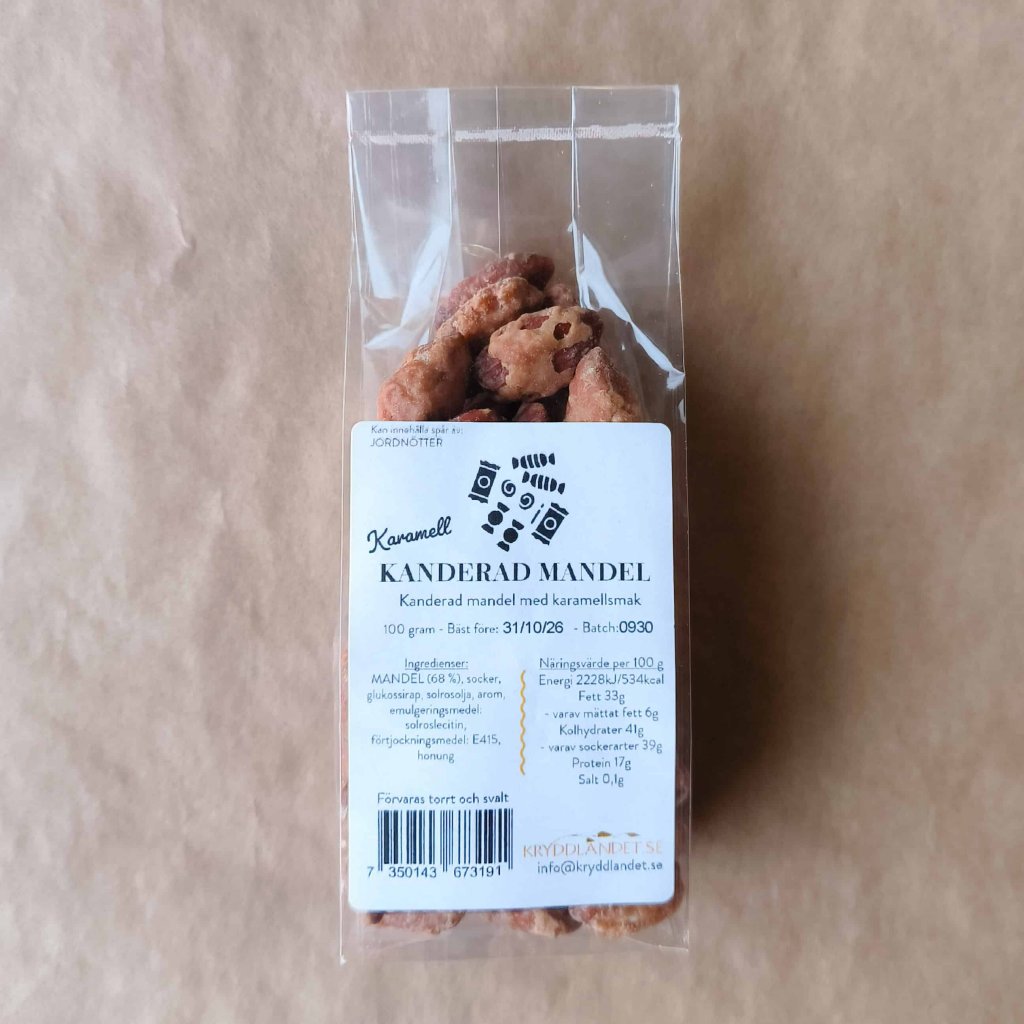 Kan innehålla spår av:
JORDNÖTTER
Karamell
KANDERAD MANDEL
Kanderad mandel med karamellsmak
100 gram - Bäst före: 31/10/26 - Batch:0930
Ingredienser:
MANDEL (68 %), socker,
glukossirap, solrosolja, arom,
emulgeringsmedel:
solroslecitin,
förtjockningsmedel: E415,
honung
Näringsvärde per 100 g
Energi 2228kJ/534kcal
Fett 33g
- varav mättat fett 6g
Kolhydrater 41g
- varav sockerarter 39g
Protein 17g
Salt 0,1g
Förvaras torrt och svalt
7 350143 673191
KRYDDLANDET.SE
info@kryddlandet.se